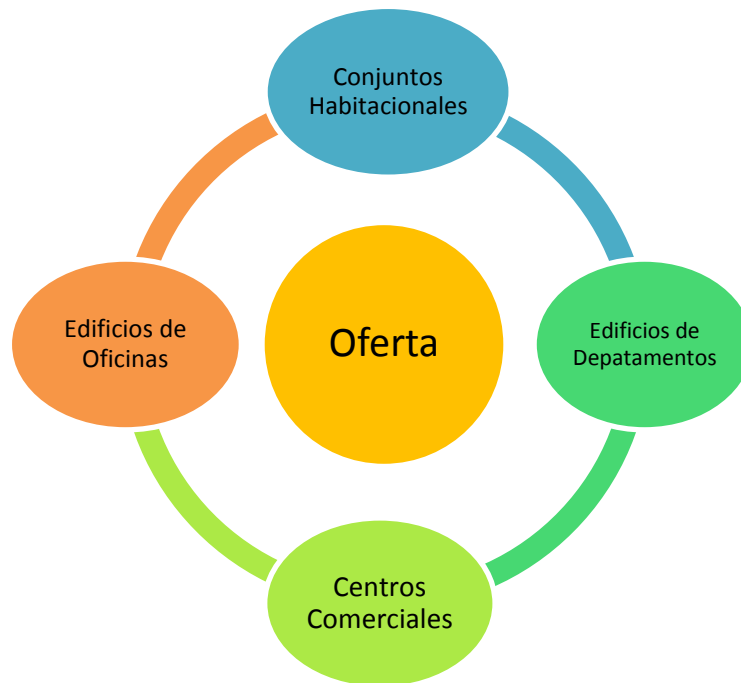 Conjuntos
Habitacionales
Edificios de
Oficinas
Oferta
Edificios de
Depatamentos
Centros
Comerciales